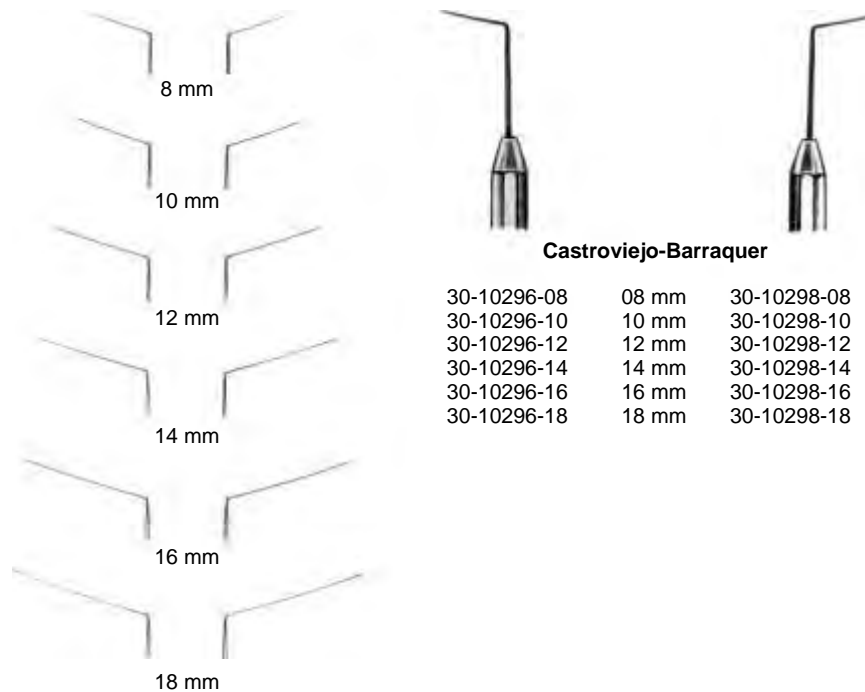 8 mm
10 mm
12 mm
14 mm
16 mm
18 mm
Castroviejo-Barraquer
30-10296-08 08 mm 30-10298-08
30-10296-10 10 mm 30-10298-10
30-10296-12 12 mm 30-10298-12
30-10296-14 14 mm 30-10298-14
30-10296-16 16 mm 30-10298-16
30-10296-18 18 mm 30-10298-18